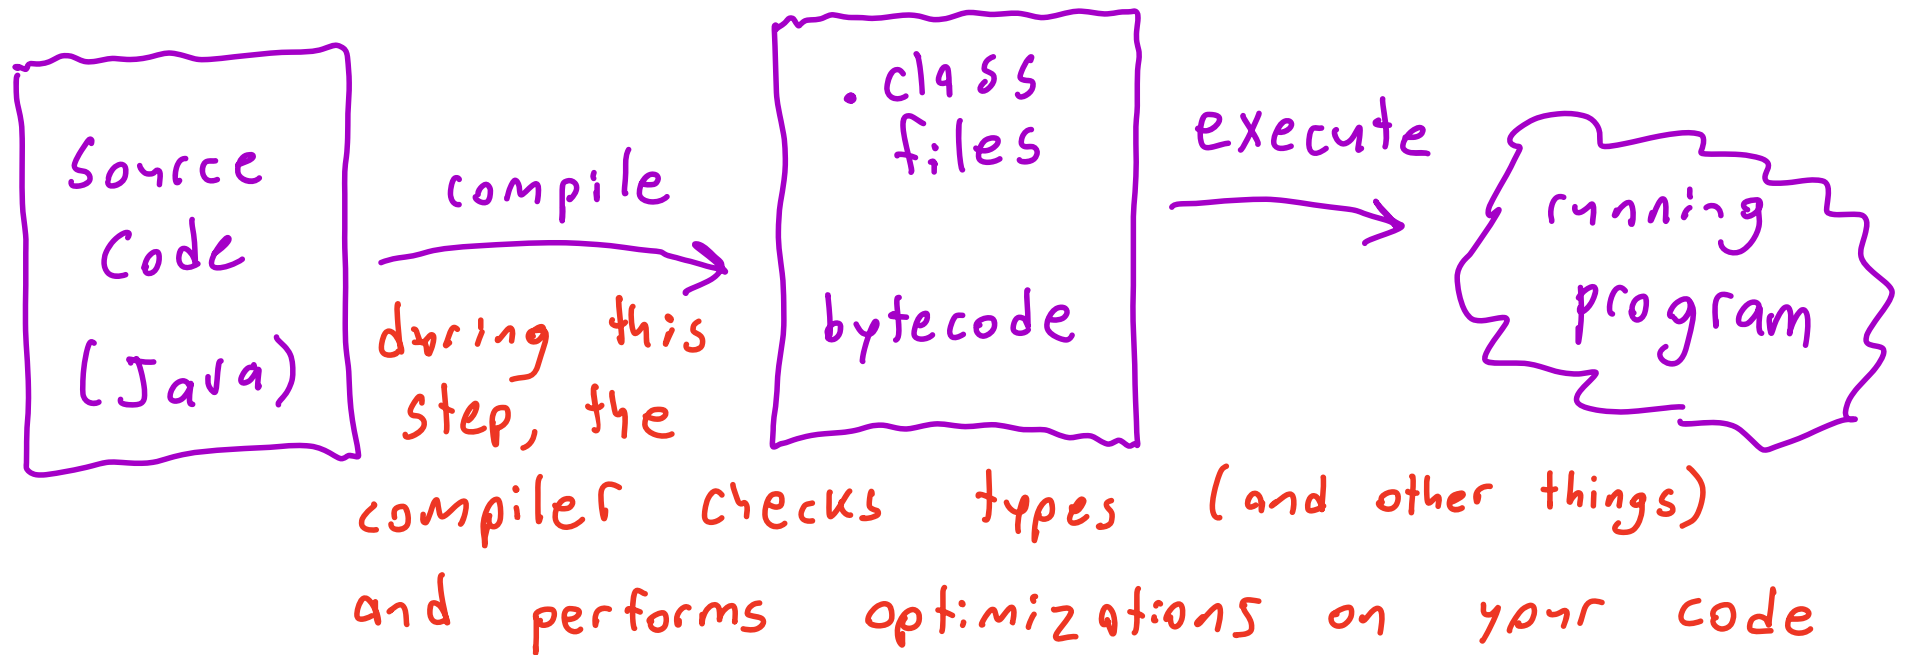 Source
Code
(Java)
compile
.class
files
bytecode
execute
running
program
during this
step, the
compiler checks types (and other things)
and performs optimizations on your code